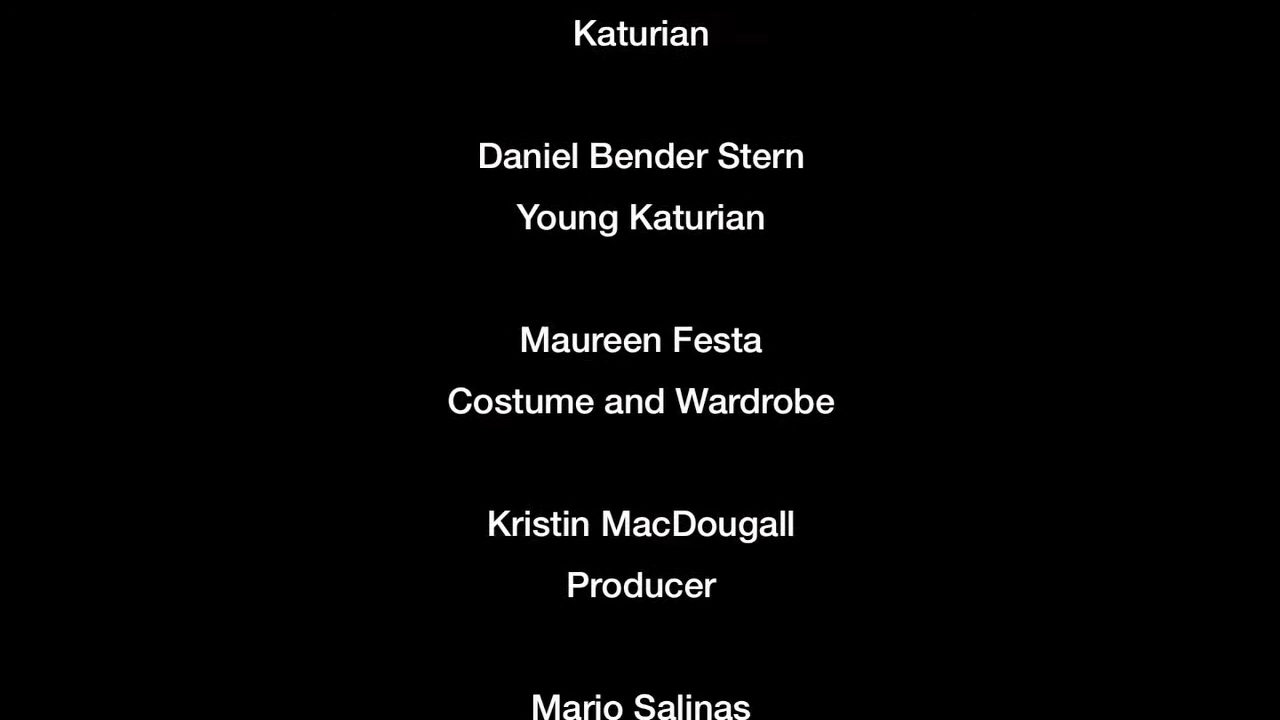 Katurian
Daniel Bender Stern
Young Katurian
Maureen Festa
Costume and Wardrobe
Kristin MacDougall
Producer
Mario Salinas